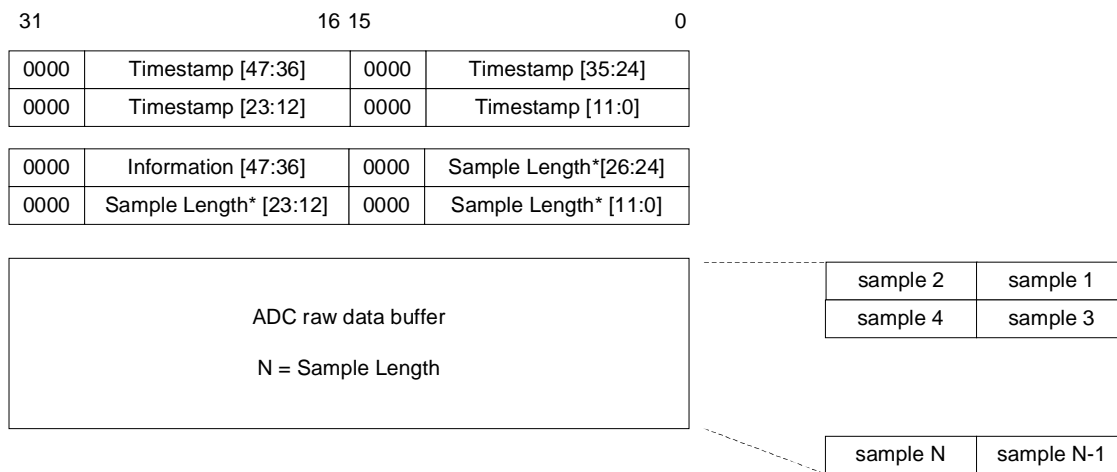 31 16 15 0
0000 Timestamp [47:36] 0000 Timestamp [35:24]
0000 Timestamp [23:12] 0000 Timestamp [11:0]
0000 Information [47:36] 0000 Sample Length*[26:24]
0000 Sample Length* [23:12] 0000 Sample Length* [11:0]
ADC raw data buffer
N = Sample Length
sample 2 sample 1
sample 4 sample 3
sample N sample N-1